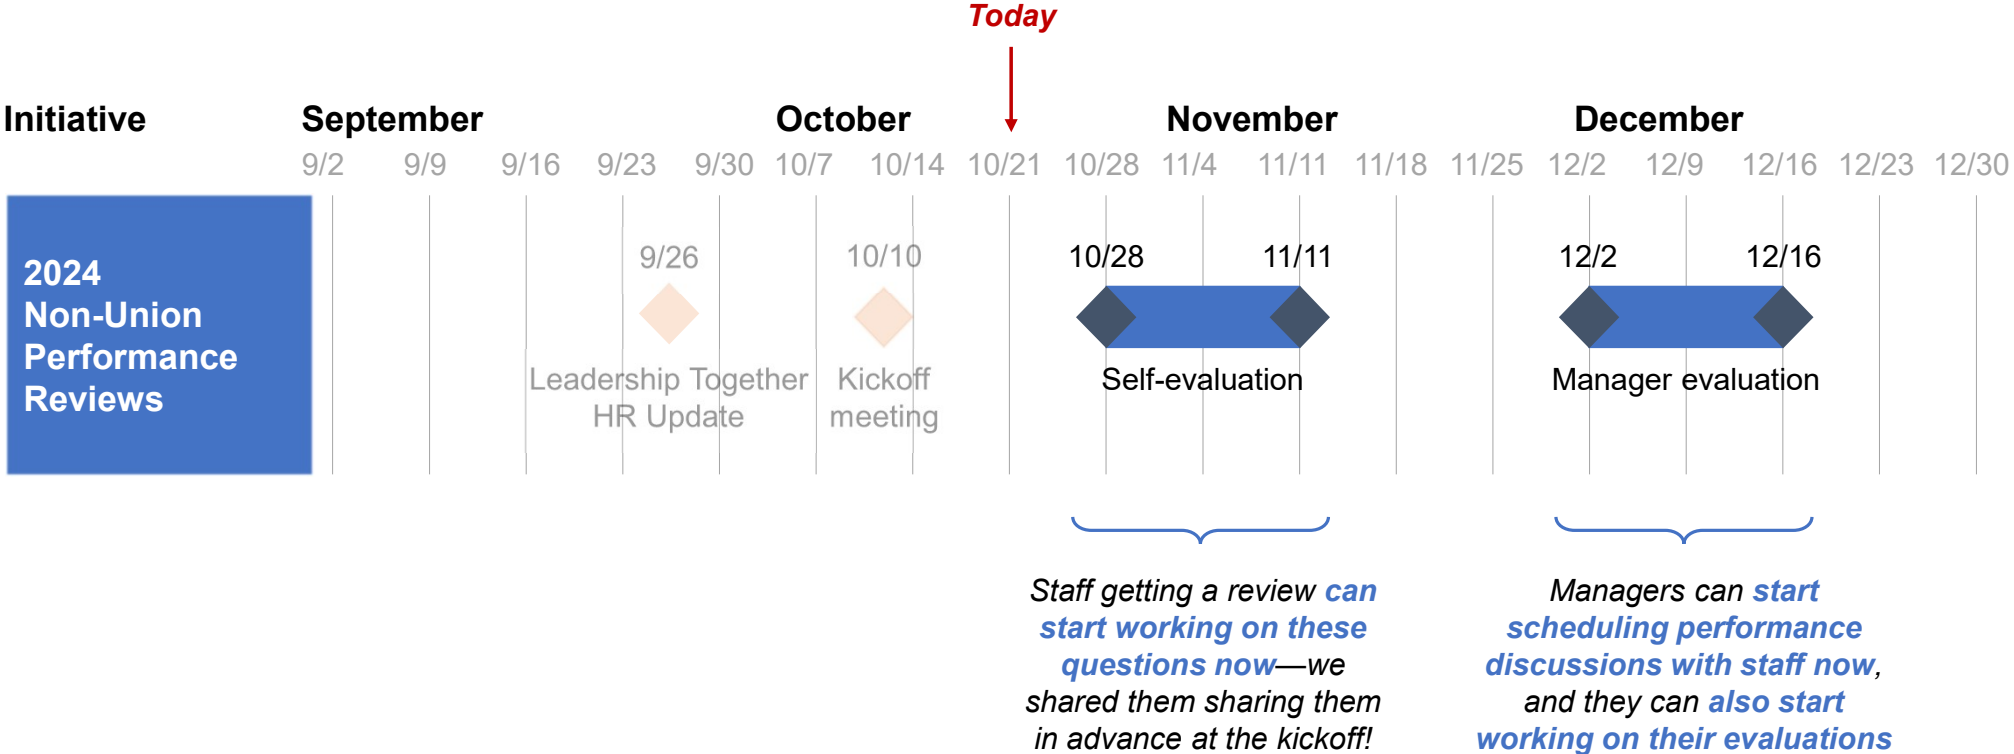 Today
Initiative September October November December
9/2 9/9 9/16 9/23 9/30 10/7 10/14 10/21 10/28 11/4 11/11 11/18 11/25 12/2 12/9 12/16 12/23 12/30
2024
Non-Union
Performance
Reviews
9/26
Leadership Together
HR Update
10/10
Kickoff
meeting
10/28 11/11
Self-evaluation
12/2 12/16
Manager evaluation
Staff getting a review can
start working on these
questions now—we
shared them sharing them
in advance at the kickoff!
Managers can start
scheduling performance
discussions with staff now,
and they can also start
working on their evaluations